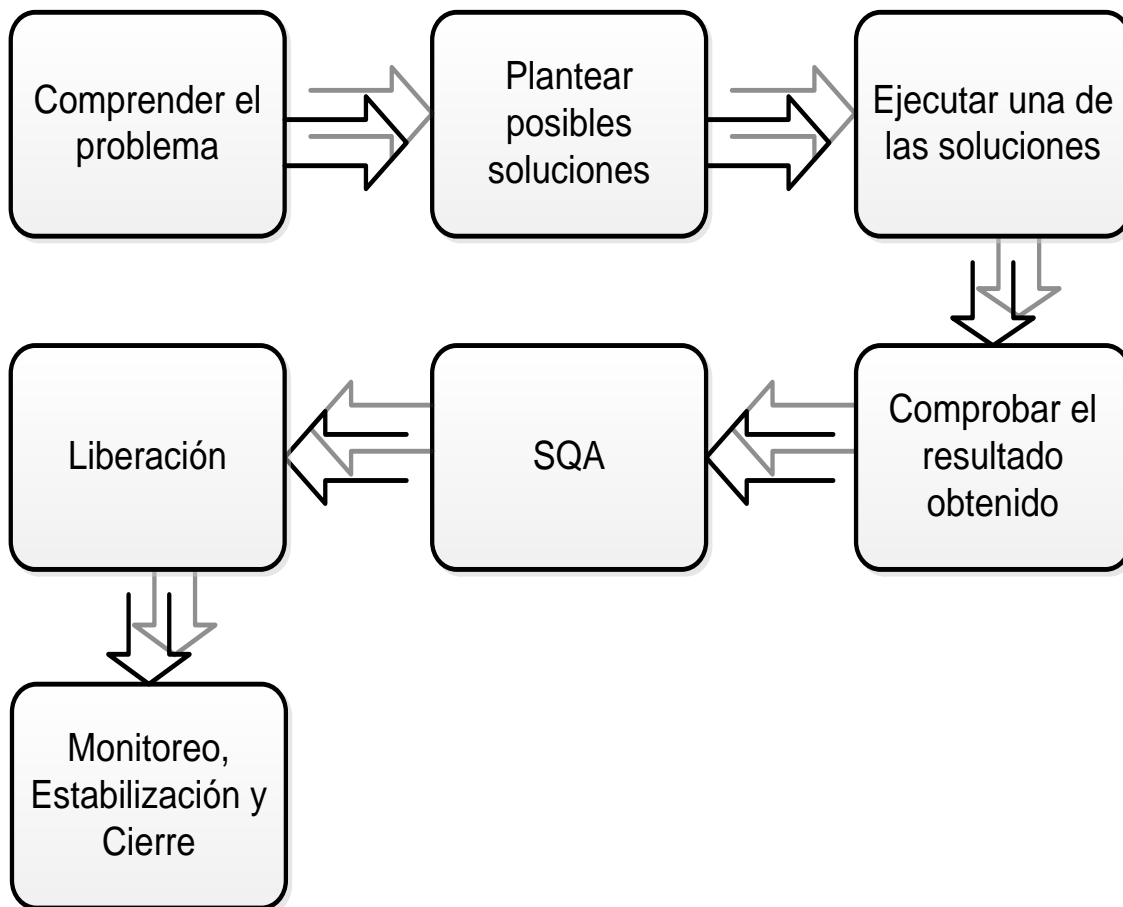 Comprender el
problema
Plantear
posibles
soluciones
Ejecutar una de
las soluciones
Comprobar el
resultado
obtenido
SQA
Liberación
Monitoreo,
Estabilización y
Cierre